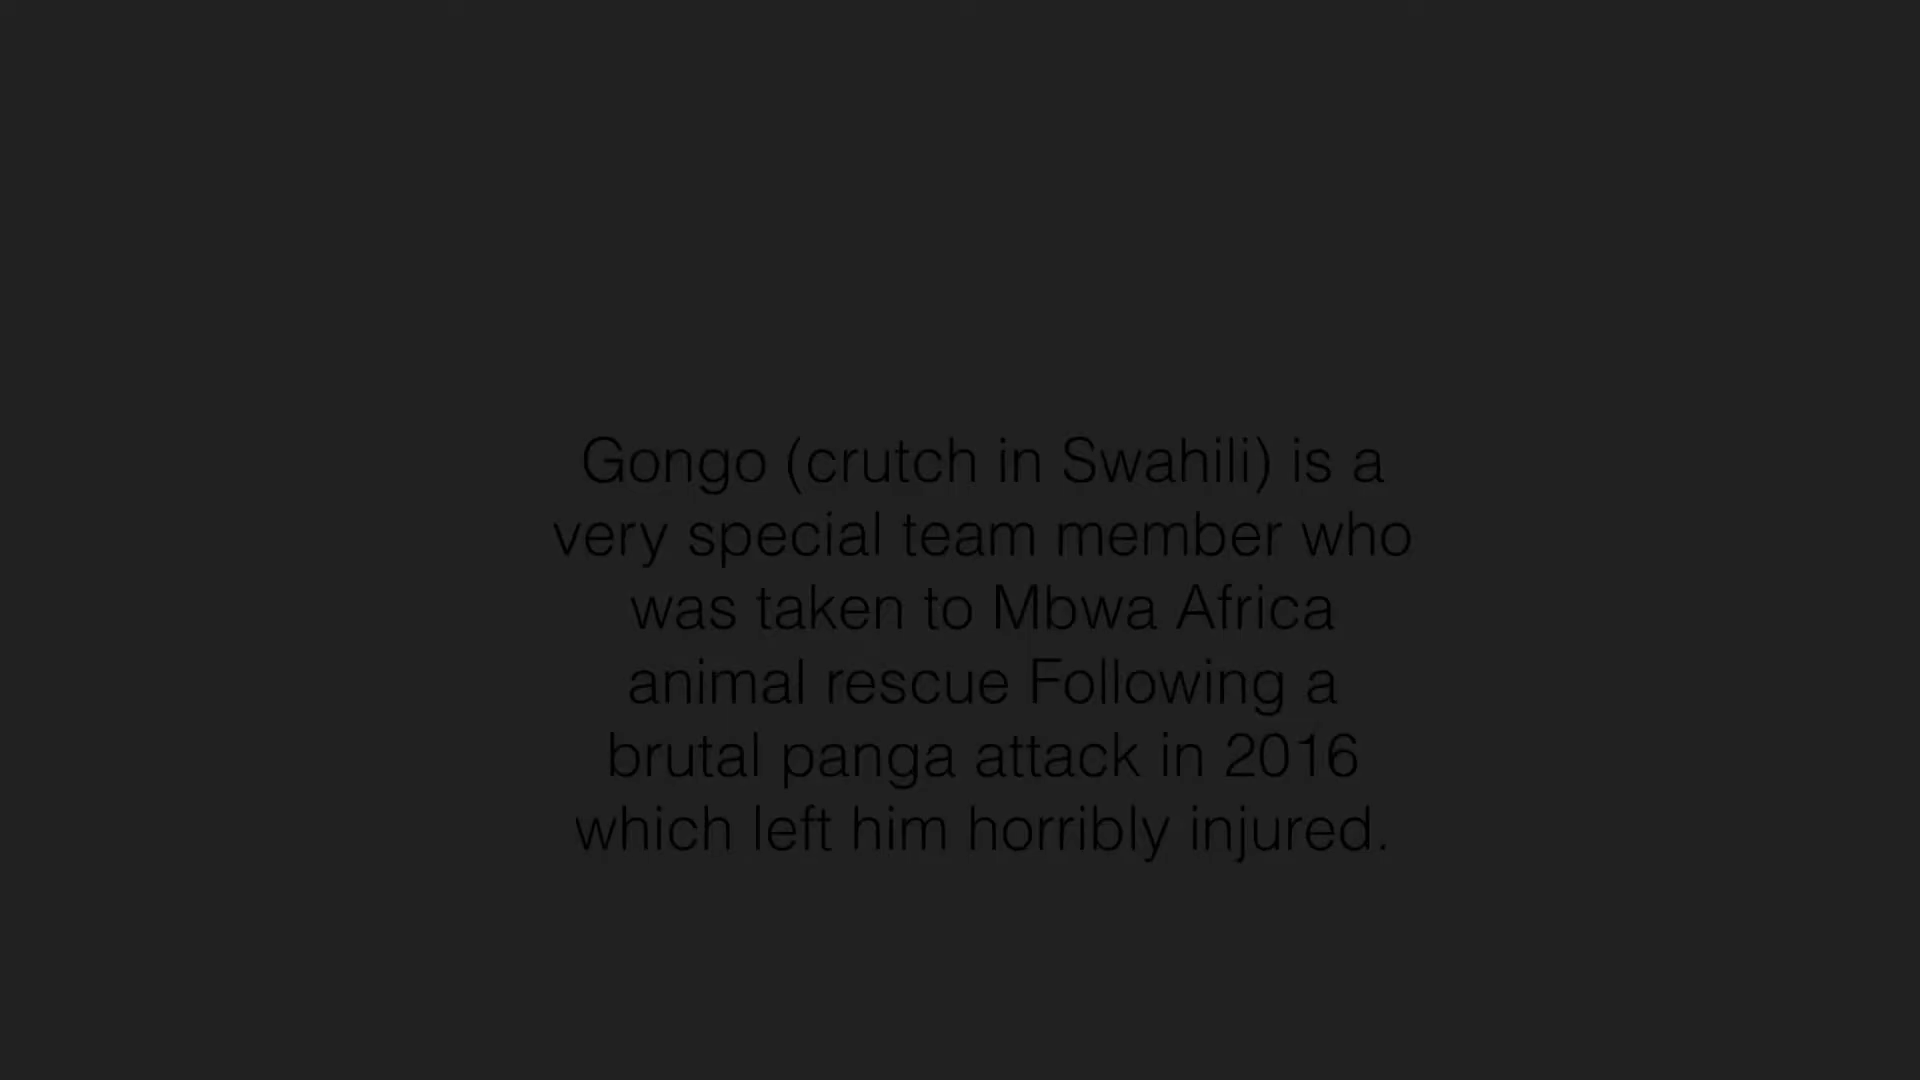 Gongo (crutch in Swahili) is a
very special team member who
was taken to Mbwa Africa
animal rescue Following a
brutal panga attack in 2016
which left him horribly injured.